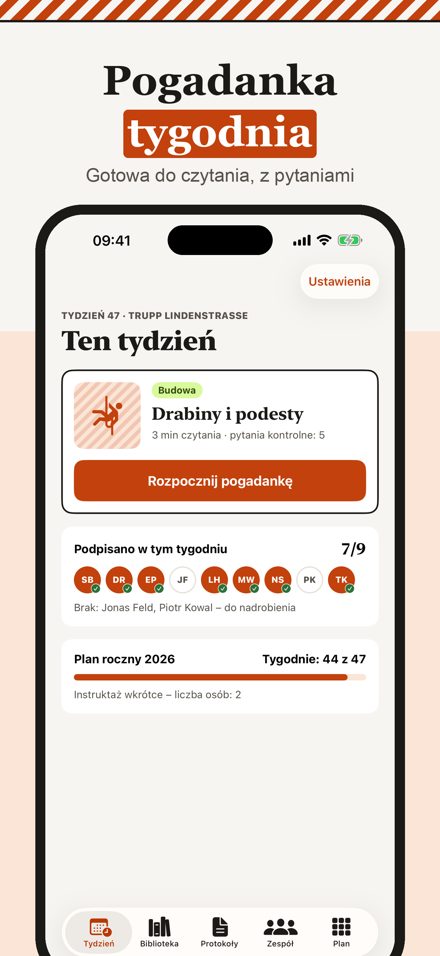 Pogadanka
tygodnia
Gotowa do czytania, z pytaniami
09:41
Ustawienia
TYDZIEŃ 47 · TRUPP LINDENSTRASSE
Ten tydzień
Budowa
Drabiny i podesty
3 min czytania · pytania kontrolne: 5
Rozpocznij pogadankę
Podpisano w tym tygodniu 7/9
SB DR EP JF LH MW NS PK TK
Brak: Jonas Feld, Piotr Kowal – do nadrobienia
Plan roczny 2026 Tygodnie: 44 z 47
Instruktaż wkrótce – liczba osób: 2
Tydzień Biblioteka Protokoły Zespół Plan